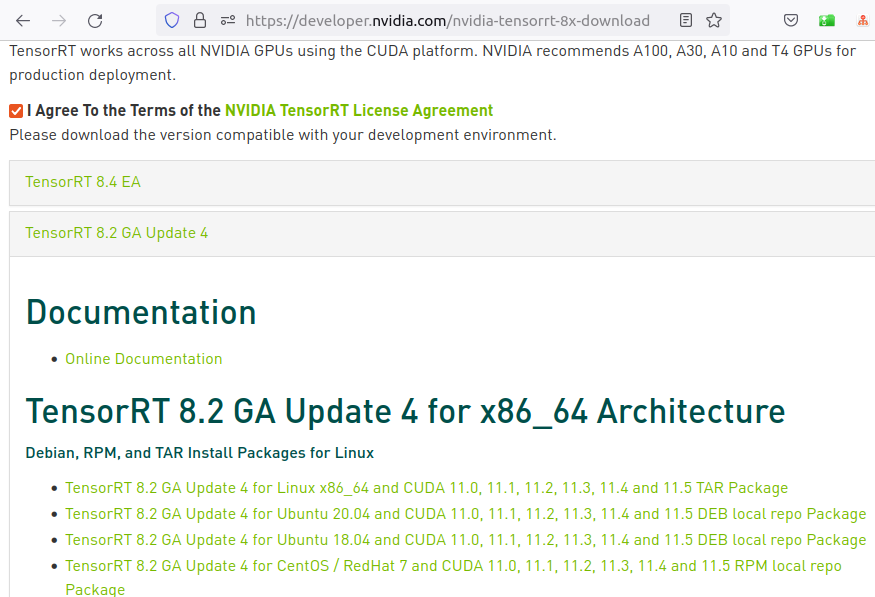 https://developer.nvidia.com/nvidia-tensorrt-8x-download
TensorRT works across all NVIDIA GPUs using the CUDA platform. NVIDIA recommends A100, A30, A10 and T4 GPUs for
production deployment.
I Agree To the Terms of the NVIDIA TensorRT License Agreement
Please download the version compatible with your development environment.
TensorRT 8.4 EA
TensorRT 8.2 GA Update 4
Documentation
• Online Documentation
TensorRT 8.2 GA Update 4 for x86_64 Architecture
Debian, RPM, and TAR Install Packages for Linux
• TensorRT 8.2 GA Update 4 for Linux x86_64 and CUDA 11.0, 11.1, 11.2, 11.3, 11.4 and 11.5 TAR Package
• TensorRT 8.2 GA Update 4 for Ubuntu 20.04 and CUDA 11.0, 11.1, 11.2, 11.3, 11.4 and 11.5 DEB local repo Package
• TensorRT 8.2 GA Update 4 for Ubuntu 18.04 and CUDA 11.0, 11.1, 11.2, 11.3, 11.4 and 11.5 DEB local repo Package
• TensorRT 8.2 GA Update 4 for CentOS / RedHat 7 and CUDA 11.0, 11.1, 11.2, 11.3, 11.4 and 11.5 RPM local repo
Package